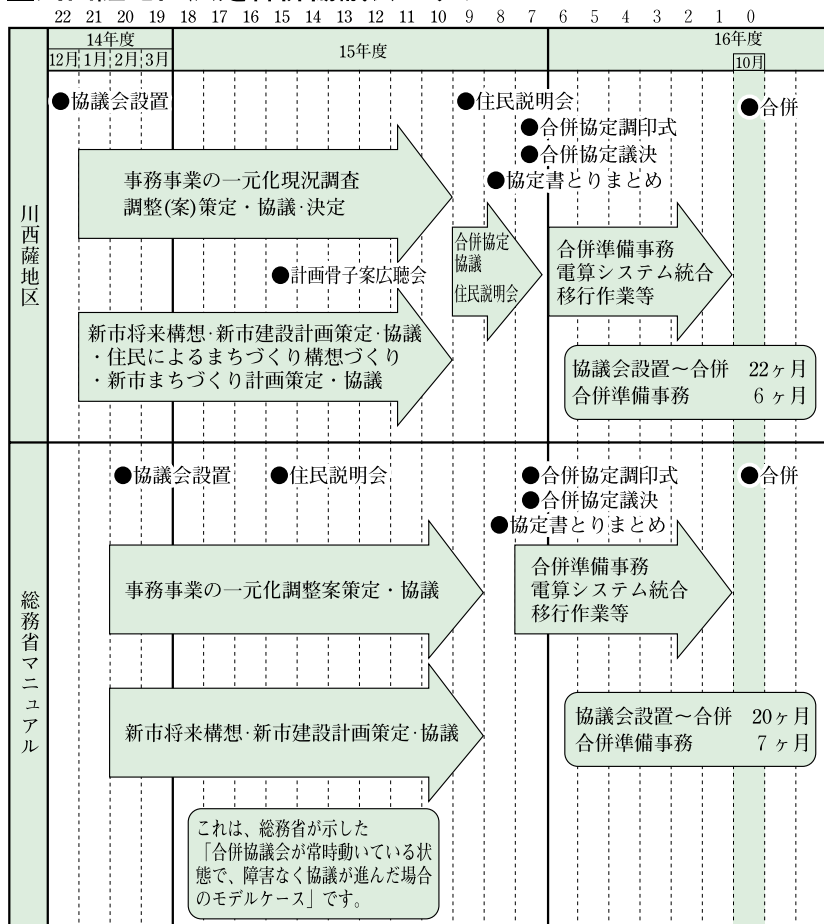 22 21 20 19 18 17 16 15 14 13 12 11 10 9 8 7 6 5 4 3 2 1 0
14年度 15年度 16年度
12月 1月 2月 3月 10月
川西薩地区
●協議会設置
●住民説明会
●合併
●合併協定調印式
●合併協定議決
●協定書とりまとめ
事務事業の一元化現況調査
調整(案)策定・協議・決定
●計画骨子案広聴会
合併協定
協議
住民説明会
合併準備事務
電算システム統合
移行作業等
新市将来構想・新市建設計画策定・協議
・住民によるまちづくり構想づくり
・新市まちづくり計画策定・協議
協議会設置～合併 22ヶ月
合併準備事務 6ヶ月
総務省マニュアル
●協議会設置
●住民説明会
●合併協定調印式
●合併
●合併協定議決
●協定書とりまとめ
事務事業の一元化調整案策定・協議
合併準備事務
電算システム統合
移行作業等
新市将来構想・新市建設計画策定・協議
協議会設置～合併 20ヶ月
合併準備事務 7ヶ月
これは、総務省が示した
「合併協議会が常時動いている状
態で、障害なく協議が進んだ場合
のモデルケース」です。